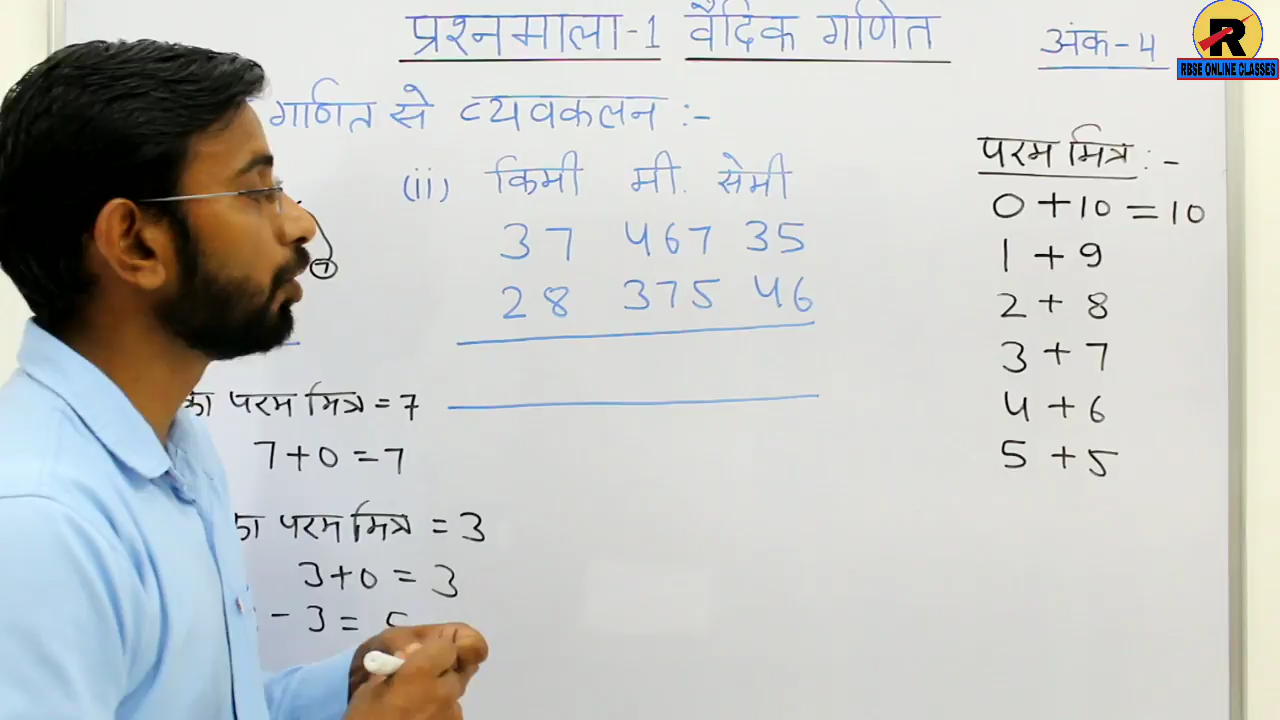 प्रश्नमाला-1 वैदिक गणित
अंक-4
R
RBSE ONLINE CLASSES
गणित से व्यवकलन :-
(ii) किमी मी. सेमी
37 467 35
28 375 46
का परम मित्र = 7
7+0=7
का परम मित्र = 3
3+0 = 3
- 3 = 5
परम मित्र :-
0 +10 = 10
1 + 9
2 + 8
3 + 7
4 + 6
5 + 5